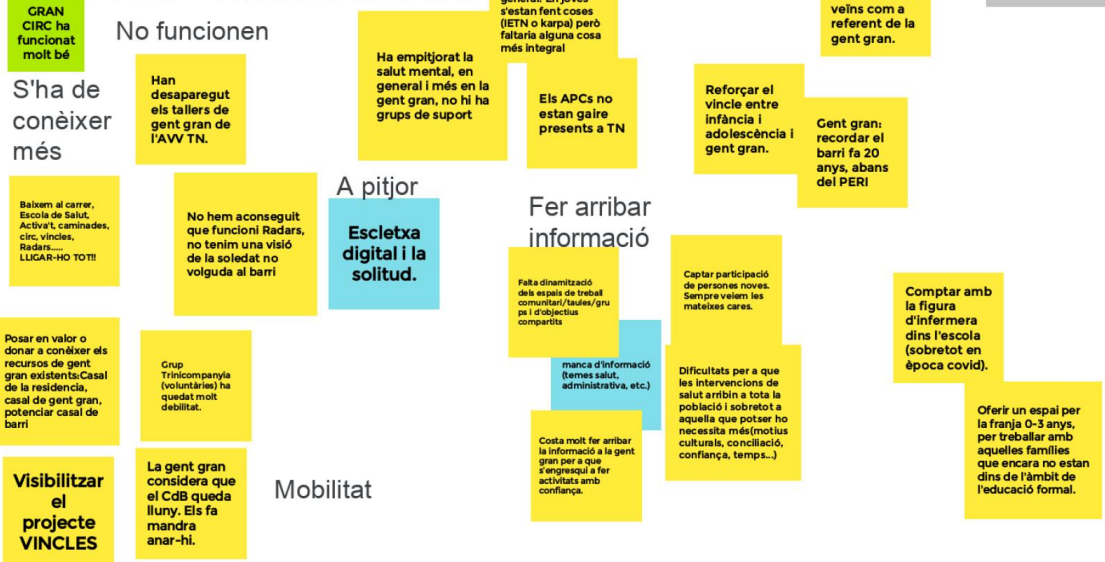 GRAN
CIRC ha
funcionat
molt bé
No funcionen
S'ha de
conèixer
més
Han
desaparegut
els tallers de
gent gran de
l'AVV TN.
Ha empitjorat la
salut mental, en
general i més en la
gent gran, no hi ha
grups de suport
general. En joves
s'estan fent coses
(IETN o karpa) però
faltaria alguna cosa
més integral
Els APCs no
estan gaire
presents a TN
veïns com a
referent de la
gent gran.
Reforçar el
vincle entre
infància i
adolescència i
gent gran.
Gent gran:
recordar el
barri fa 20
anys, abans
del PERI
Baixem al carrer,
Escola de Salut,
Activa't, caminades,
circ, vincles,
Radars.....
LLIGAR-HO TOT!!
No hem aconseguit
que funcioni Radars,
no tenim una visió
de la soledat no
volguda al barri
A pitjor
Escletxa
digital i la
solitud.
Fer arribar
informació
Falta dinamització
dels espais de treball
comunitari/taules/gru
ps i d'objectius
compartits
manca d'informació
(temes salut,
administrativa, etc.)
Costa molt fer arribar
la informació a la gent
gran per a que
s'engresqui a fer
activitats amb
confiança.
Captar participació
de persones noves.
Sempre veiem les
mateixes cares.
Dificultats per a que
les intervencions de
salut arribin a tota la
població i sobretot a
aquella que potser ho
necessita més(motius
culturals, conciliació,
confiança, temps...)
Comptar amb
la figura
d'infermera
dins l'escola
(sobretot en
època covid).
Oferir un espai per
la franja 0-3 anys,
per treballar amb
aquelles famílies
que encara no estan
dins de l'àmbit de
l'educació formal.
Posar en valor o
donar a conèixer els
recursos de gent
gran existents:Casal
de la residencia,
casal de gent gran,
potenciar casal de
barri
Grup
Trinicompanyia
(voluntàries) ha
quedat molt
debilitat.
Visibilitzar
el
projecte
VINCLES
La gent gran
considera que
el CdB queda
lluny. Els fa
mandra
anar-hi.
Mobilitat